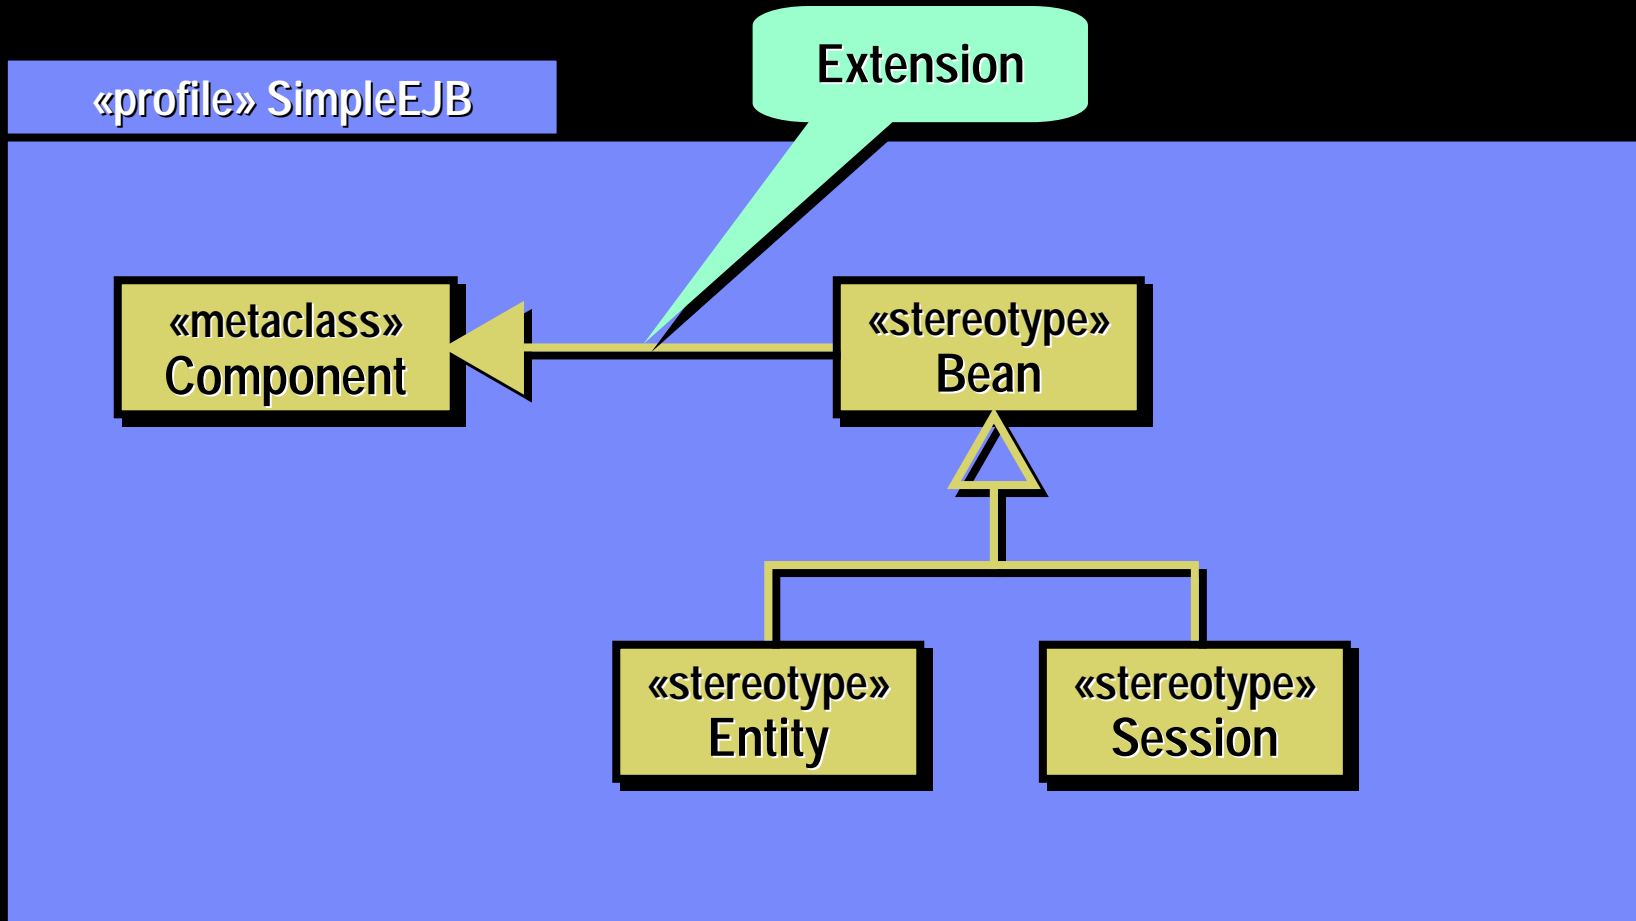 Extension
«profile» SimpleEJB
«metaclass»
Component
«stereotype»
Bean
«stereotype»
Entity
«stereotype»
Session